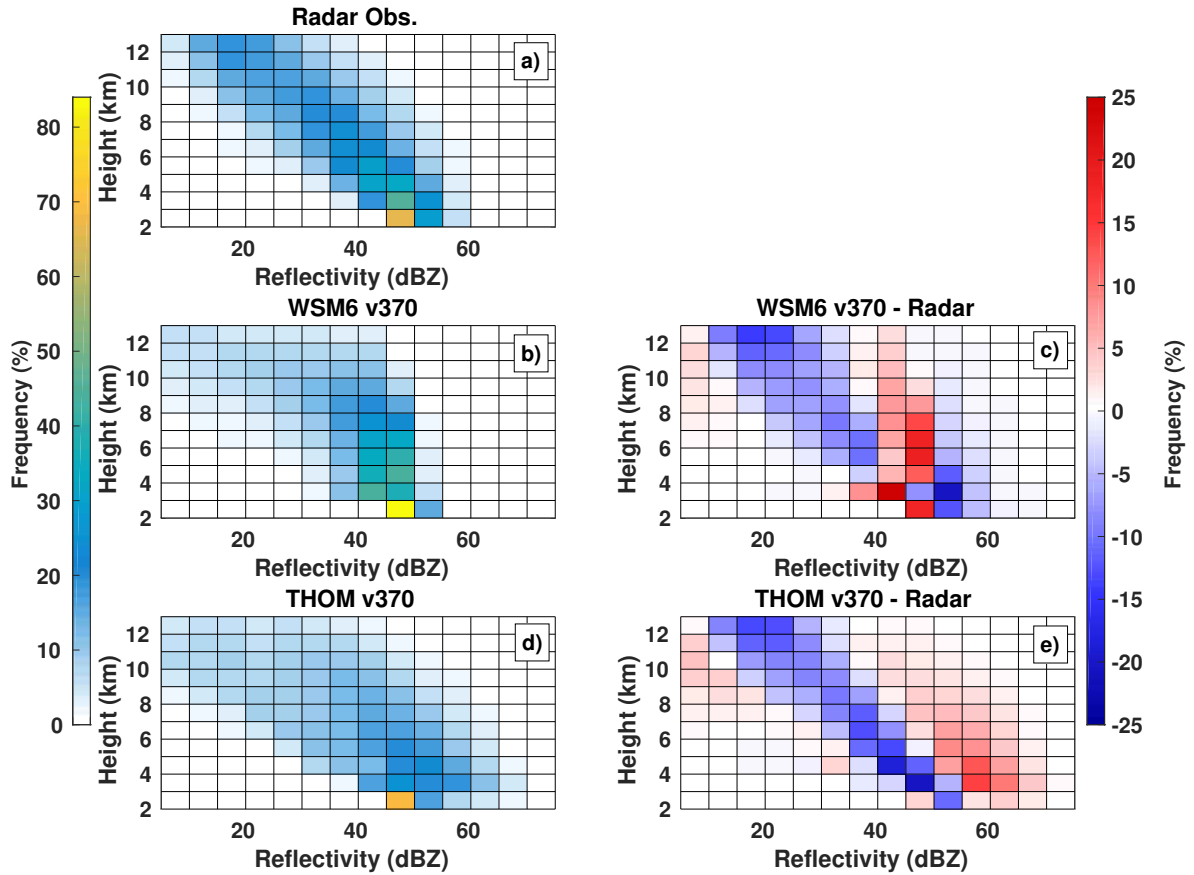 Radar Obs.
a)
12
10
8
6
4
2
Height (km)
20
40
60
Reflectivity (dBZ)
80
70
60
50
40
30
20
10
0
Frequency (%)
WSM6 v370
b)
12
10
8
6
4
2
Height (km)
20
40
60
Reflectivity (dBZ)
WSM6 v370 - Radar
c)
12
10
8
6
4
2
Height (km)
20
40
60
Reflectivity (dBZ)
25
20
15
10
5
0
-5
-10
-15
-20
-25
Frequency (%)
THOM v370
d)
12
10
8
6
4
2
Height (km)
20
40
60
Reflectivity (dBZ)
THOM v370 - Radar
e)
12
10
8
6
4
2
Height (km)
20
40
60
Reflectivity (dBZ)